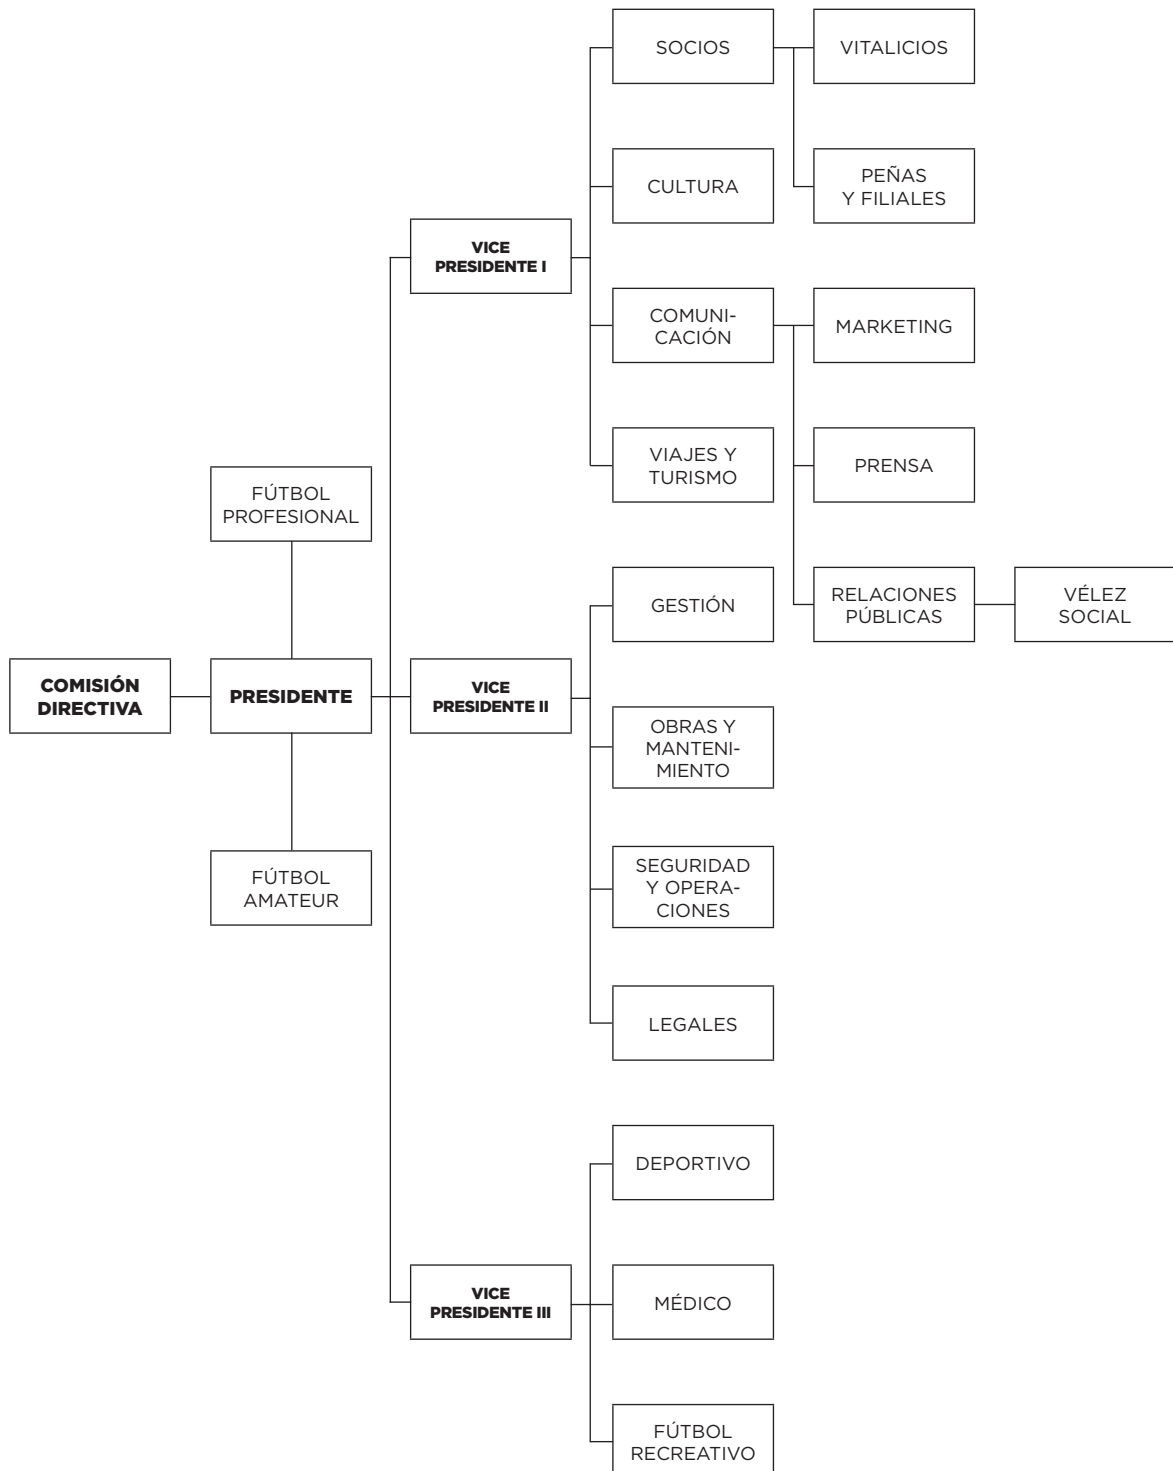 SOCIOS
VITALICIOS
CULTURA
PEÑAS
Y FILIALES
VICE
PRESIDENTE I
COMUNI-
CACIÓN
MARKETING
VIAJES Y
TURISMO
PRENSA
FÚTBOL
PROFESIONAL
GESTIÓN
RELACIONES
PÚBLICAS
VÉLEZ
SOCIAL
COMISIÓN
DIRECTIVA
PRESIDENTE
VICE
PRESIDENTE II
OBRAS Y
MANTENI-
MIENTO
FÚTBOL
AMATEUR
SEGURIDAD
Y OPERA-
CIONES
LEGALES
DEPORTIVO
VICE
PRESIDENTE III
MÉDICO
FÚTBOL
RECREATIVO